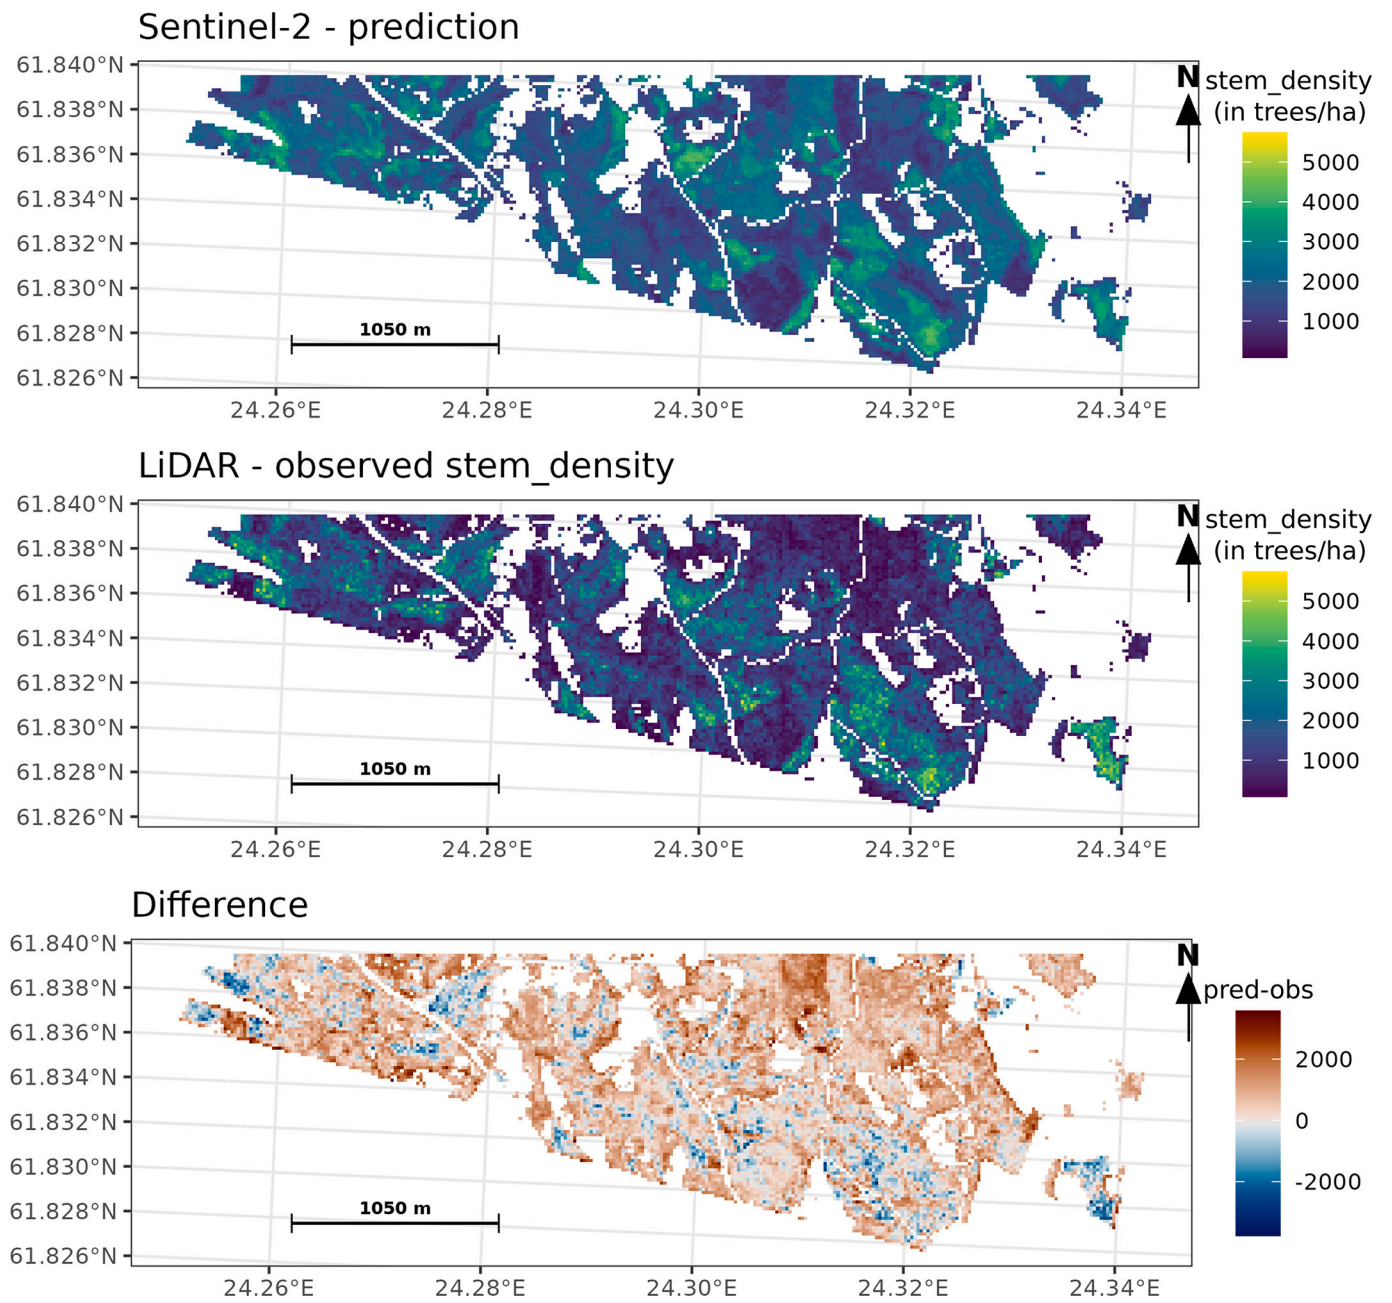 Sentinel-2 - prediction
61.840°N
61.838°N
61.836°N
61.834°N
61.832°N
61.830°N
61.828°N
61.826°N
1050 m
24.26°E 24.28°E 24.30°E 24.32°E 24.34°E
N
stem_density
(in trees/ha)
5000
4000
3000
2000
1000
LiDAR - observed stem_density
61.840°N
61.838°N
61.836°N
61.834°N
61.832°N
61.830°N
61.828°N
61.826°N
1050 m
24.26°E 24.28°E 24.30°E 24.32°E 24.34°E
N
stem_density
(in trees/ha)
5000
4000
3000
2000
1000
Difference
61.840°N
61.838°N
61.836°N
61.834°N
61.832°N
61.830°N
61.828°N
61.826°N
1050 m
24.26°E 24.28°E 24.30°E 24.32°E 24.34°E
N
pred-obs
2000
0
-2000